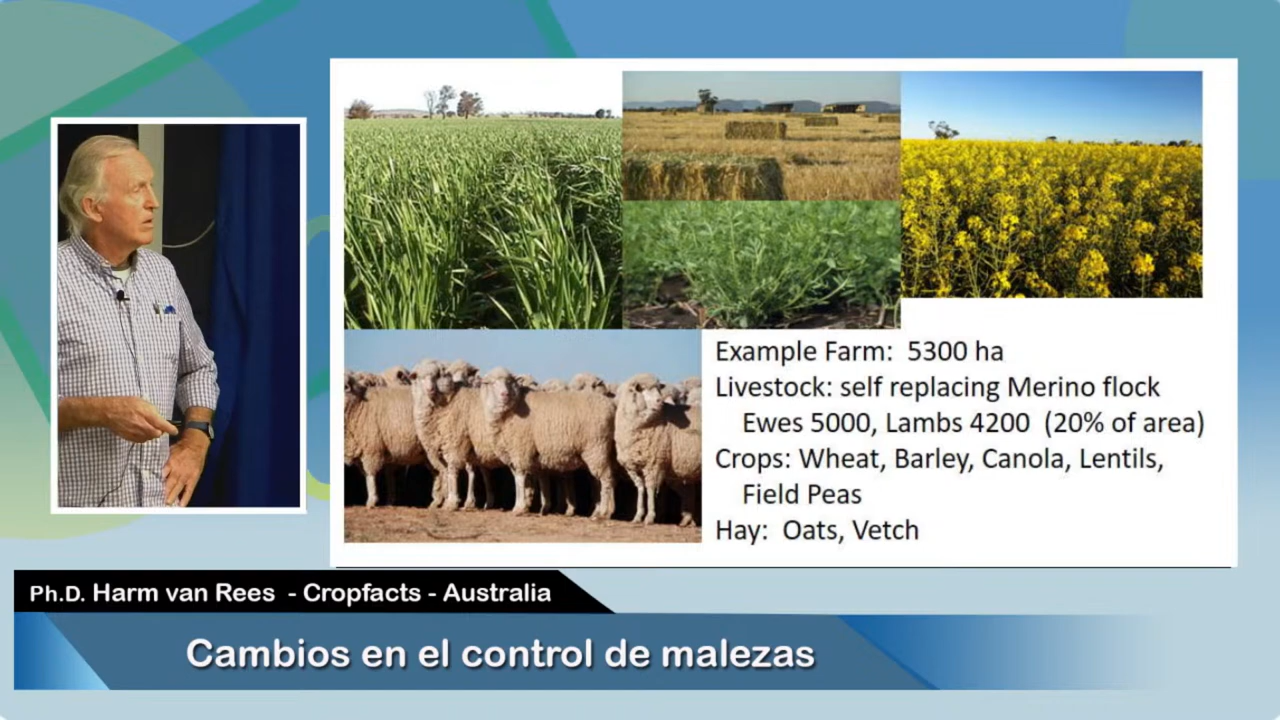 Example Farm: 5300 ha
Livestock: self replacing Merino flock
Ewes 5000, Lambs 4200 (20% of area)
Crops: Wheat, Barley, Canola, Lentils,
Field Peas
Hay: Oats, Vetch
Ph.D. Harm van Rees - Cropfacts - Australia
Cambios en el control de malezas